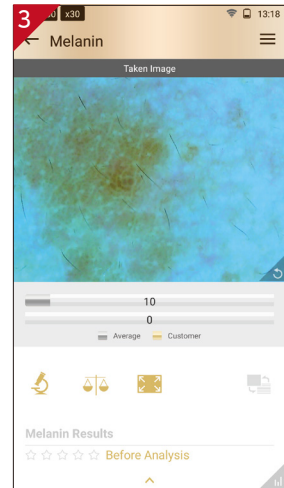 3
x30
13:18
Melanin
Taken Image
10
0
Average Customer
Melanin Results
Before Analysis